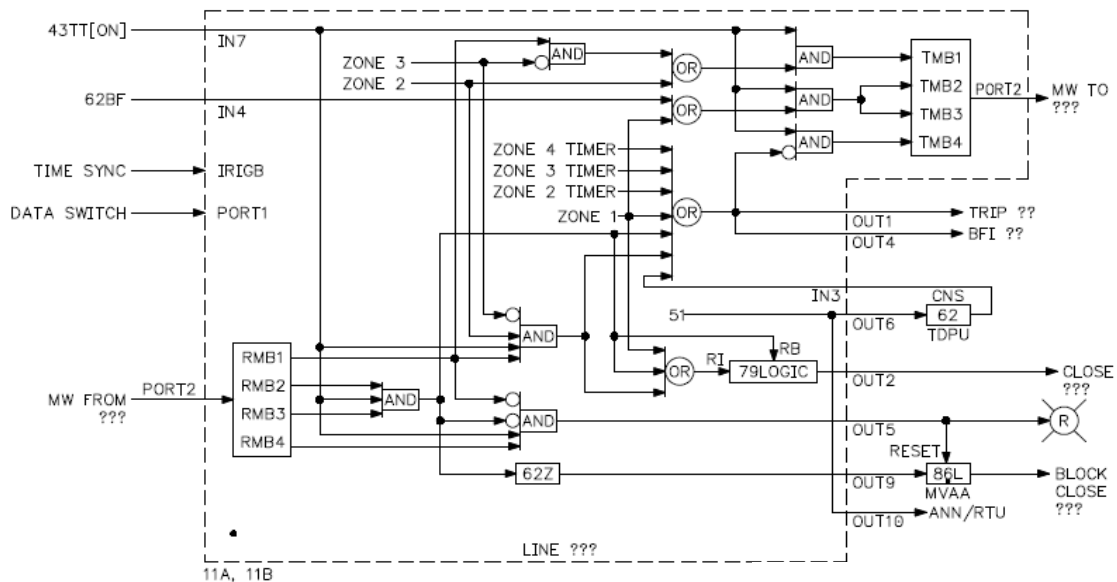 43TT[ON]
IN7
ZONE 3
ZONE 2
AND
OR
AND
TMB1
TMB2
TMB3
TMB4
PORT2
MW TO
???
62BF
IN4
OR
AND
AND
TIME SYNC
IRIGB
DATA SWITCH
PORT1
ZONE 4 TIMER
ZONE 3 TIMER
ZONE 2 TIMER
ZONE 1
OR
OUT1
TRIP ??
OUT4
BFI ??
IN3
CNS
51
OUT6
62
TDPU
AND
RMB1
RMB2
RMB3
RMB4
MW FROM
???
PORT2
AND
OR
RI
RB
79LOGIC
OUT2
CLOSE
???
AND
OUT5
R
RESET
62Z
OUT9
86L
MVAA
BLOCK
CLOSE
???
OUT10
ANN/RTU
LINE ???
11A, 11B